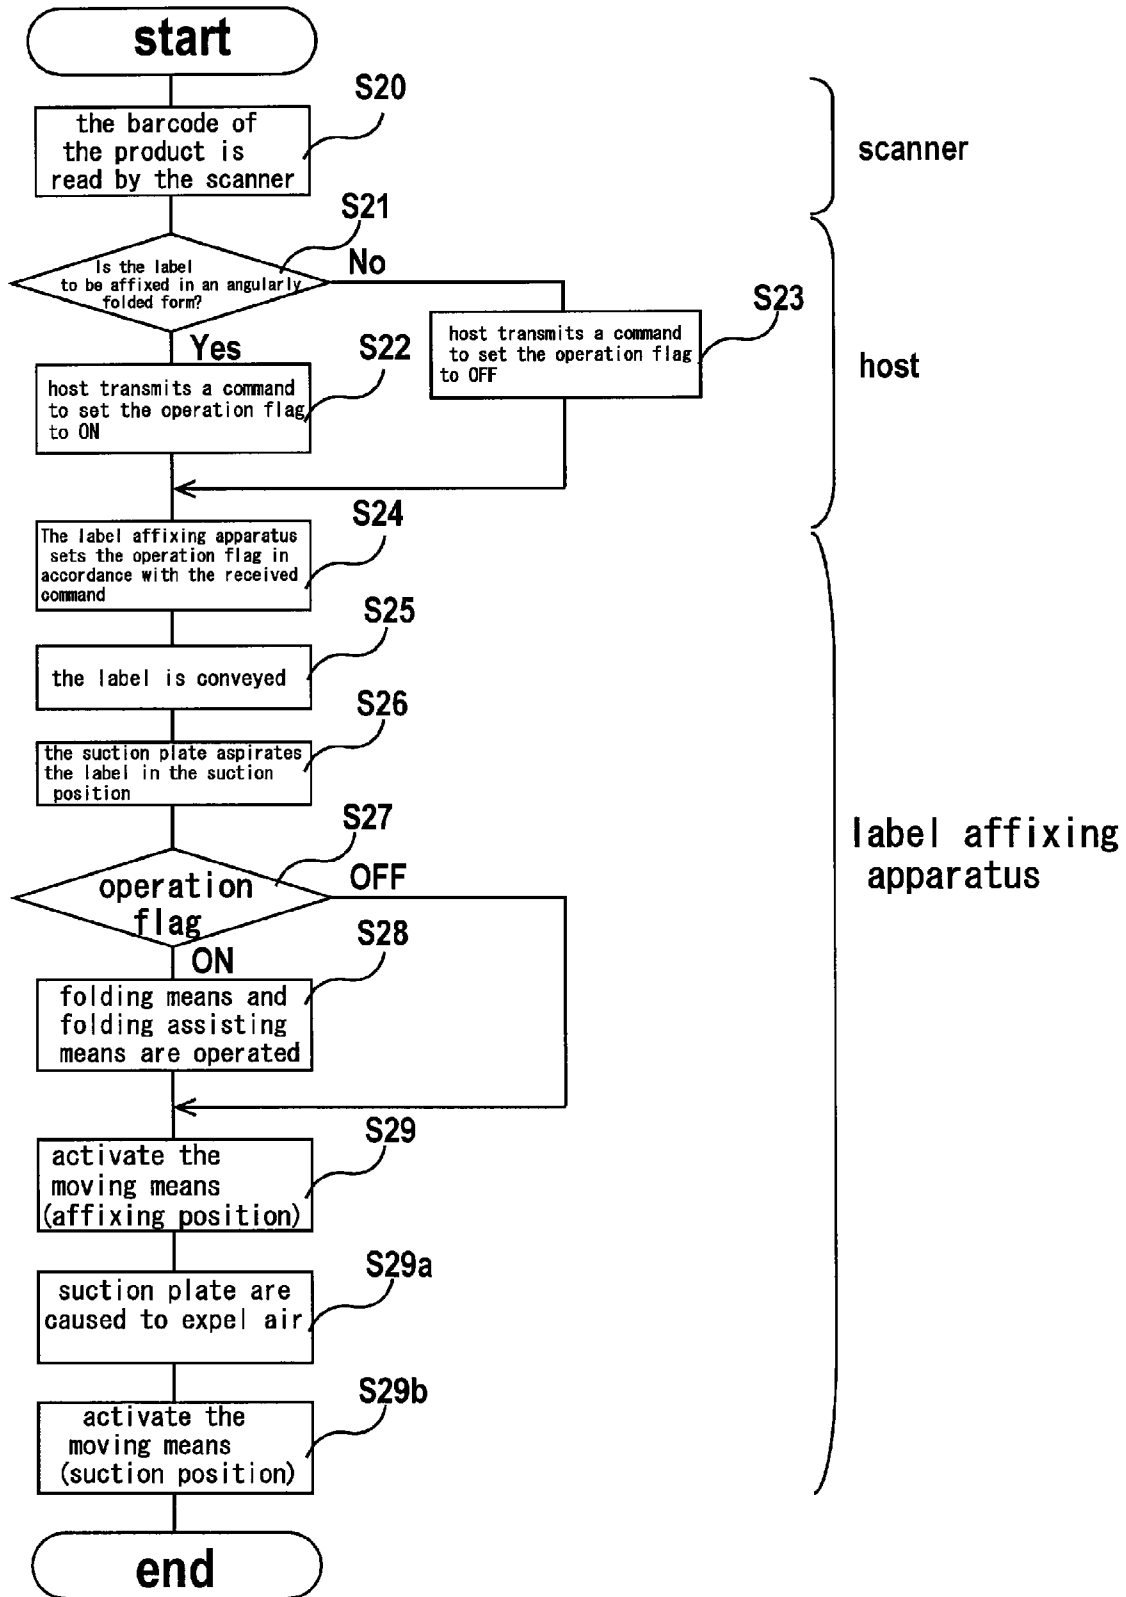 start
S20
the barcode of
the product is
read by the scanner
scanner
S21
Is the label
to be affixed in an angularly
folded form?
No
Yes
S22
host transmits a command
to set the operation flag
to ON
S23
host transmits a command
to set the operation flag
to OFF
host
S24
The label affixing apparatus
sets the operation flag in
accordance with the received
command
S25
the label is conveyed
S26
the suction plate aspirates
the label in the suction
position
S27
operation
flag
OFF
ON
S28
folding means and
folding assisting
means are operated
label affixing
apparatus
S29
activate the
moving means
(affixing position)
S29a
suction plate are
caused to expel air
S29b
activate the
moving means
(suction position)
end